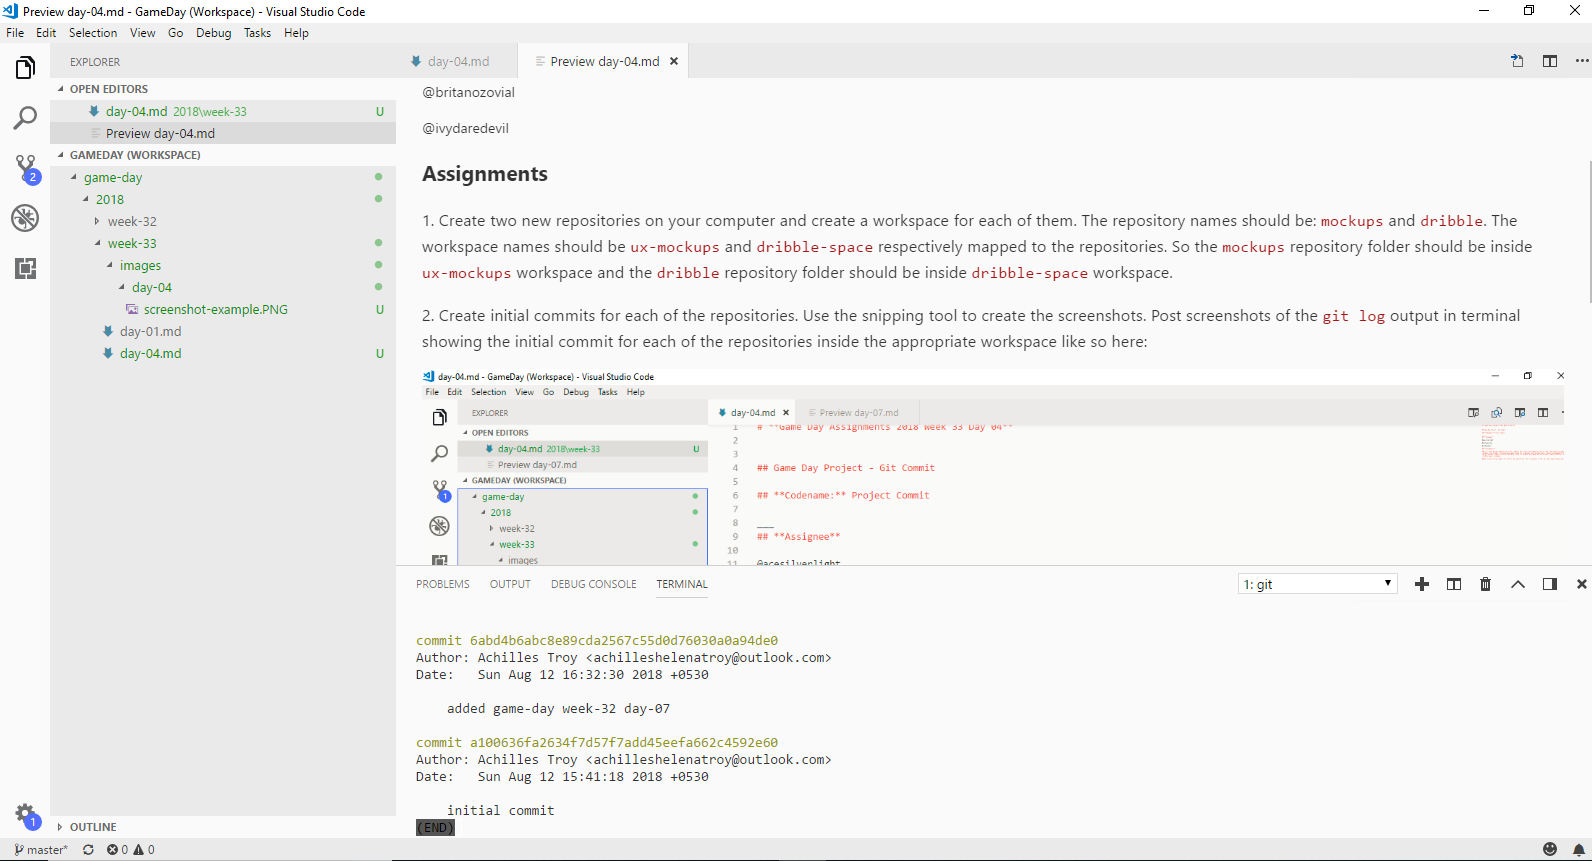 Preview day-04.md - GameDay (Workspace) - Visual Studio Code
File Edit Selection View Go Debug Tasks Help
EXPLORER
OPEN EDITORS
day-04.md 2018\week-33 U
Preview day-04.md
GAMEDAY (WORKSPACE)
game-day
2018
week-32
week-33
images
day-04
screenshot-example.PNG U
day-01.md
day-04.md U
OUTLINE
2
1
day-04.md
Preview day-04.md
@britanozovial
@ivydaredevil
Assignments
1. Create two new repositories on your computer and create a workspace for each of them. The repository names should be: mockups and dribble. The
workspace names should be ux-mockups and dribble-space respectively mapped to the repositories. So the mockups repository folder should be inside
ux-mockups workspace and the dribble repository folder should be inside dribble-space workspace.
2. Create initial commits for each of the repositories. Use the snipping tool to create the screenshots. Post screenshots of the git log output in terminal
showing the initial commit for each of the repositories inside the appropriate workspace like so here:
day-04.md - GameDay (Workspace) - Visual Studio Code
File Edit Selection View Go Debug Tasks Help
EXPLORER
OPEN EDITORS
day-04.md 2018\week-33 U
Preview day-07.md
GAMEDAY (WORKSPACE)
game-day
2018
week-32
week-33
images
1
day-04.md
Preview day-07.md
1 # **Game Day Assignments 2018 Week 33 Day 04**
2
3
4 ## Game Day Project - Git Commit
5
6 ## **Codename:** Project Commit
7
8 ___
9 ## **Assignee**
10
11 @acesilverlight
PROBLEMS OUTPUT DEBUG CONSOLE TERMINAL
1: git
commit 6abd4b6abc8e89cda2567c55d0d76030a0a94de0
Author: Achilles Troy <achilleshelenatroy@outlook.com>
Date: Sun Aug 12 16:32:30 2018 +0530
added game-day week-32 day-07
commit a100636fa2634f7d57f7add45eefa662c4592e60
Author: Achilles Troy <achilleshelenatroy@outlook.com>
Date: Sun Aug 12 15:41:18 2018 +0530
initial commit
(END)
master* 0 0